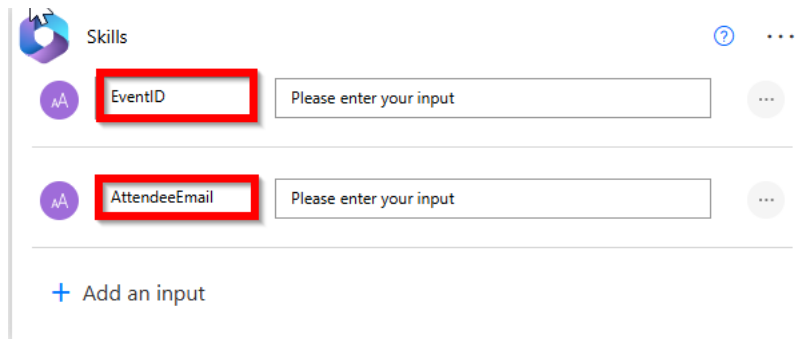 Skills
EventID Please enter your input
AttendeeEmail Please enter your input
+ Add an input